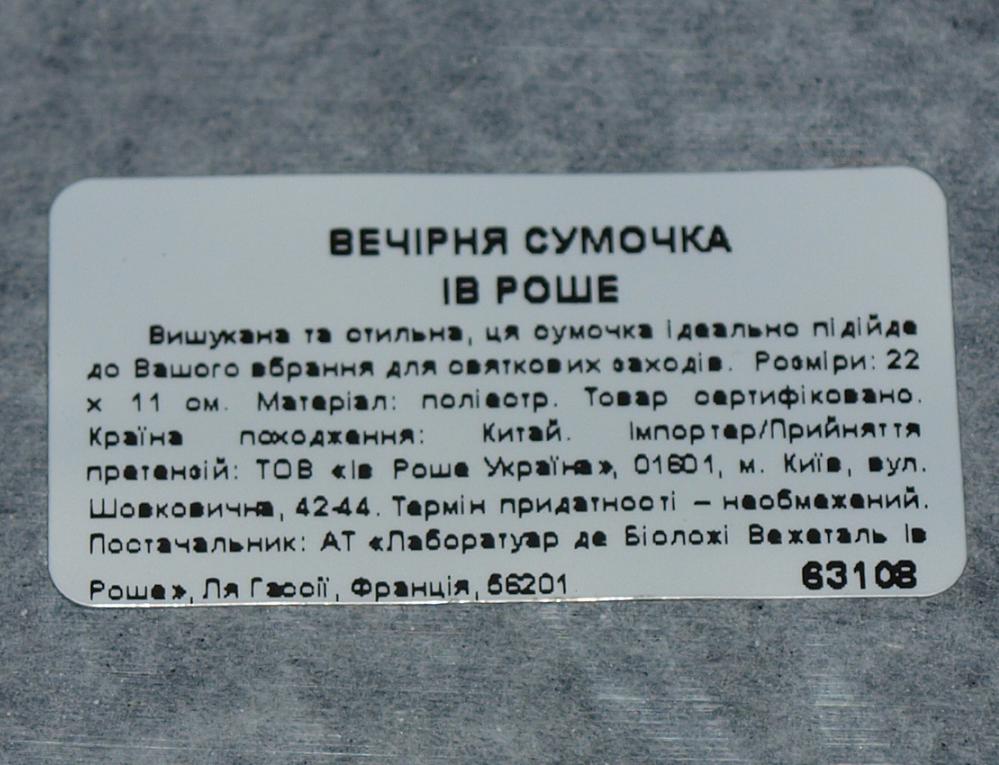 ВЕЧІРНЯ СУМОЧКА
ІВ РОШЕ
Вишукана та стильна, ця сумочка ідеально підійде
до Вашого вбрання для святкових заходів. Розміри: 22
х 11 см. Матеріал: поліестр. Товар сертифіковано.
Країна походження: Китай. Імпортер/Прийняття
претензій: ТОВ «Ів Роше Україна», 01601, м. Київ, вул.
Шовковична, 42-44. Термін придатності – необмежений.
Постачальник: АТ «Лаборатуар де Біоложі Вежеталь Ів
Роше», Ля Гассії, Франція, 56201.
63108